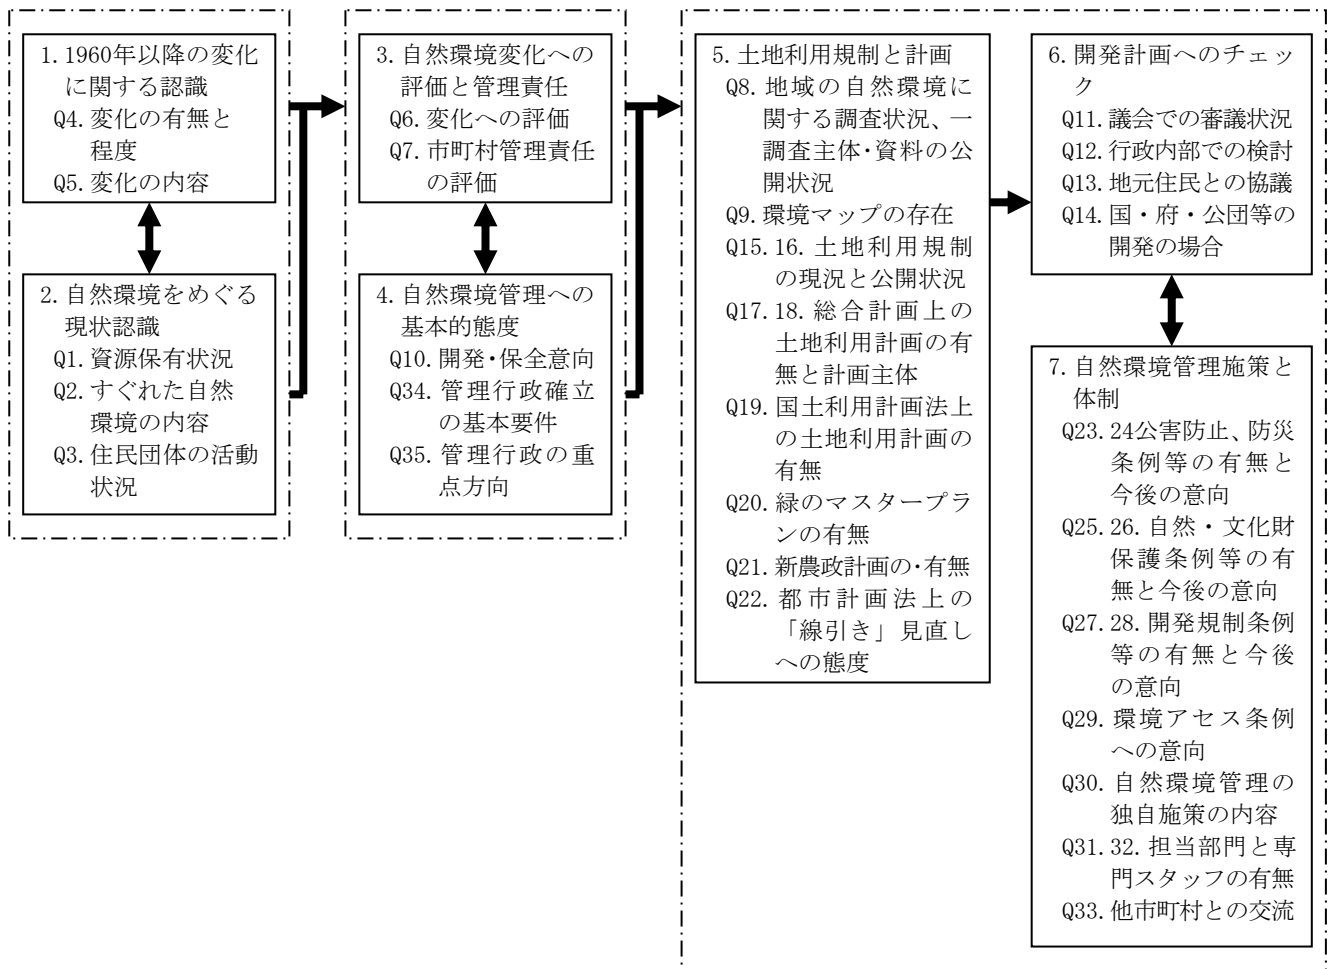 1. 1960年以降の変化
に関する認識
Q4. 変化の有無と
程度
Q5. 変化の内容
2. 自然環境をめぐる
現状認識
Q1. 資源保有状況
Q2. すぐれた自然
環境の内容
Q3. 住民団体の活動
状況
3. 自然環境変化への
評価と管理責任
Q6. 変化への評価
Q7. 市町村管理責任
の評価
4. 自然環境管理への
基本的態度
Q10. 開発・保全意向
Q34. 管理行政確立
の基本要件
Q35. 管理行政の重
点方向
5. 土地利用規制と計画
Q8. 地域の自然環境に
関する調査状況、一
調査主体・資料の公
開状況
Q9. 環境マップの存在
Q15. 16. 土地利用規制
の現況と公開状況
Q17. 18. 総合計画上の
土地利用計画の有
無と計画主体
Q19. 国土利用計画法上
の土地利用計画の
有無
Q20. 緑のマスタープラ
ンの有無
Q21. 新農政計画の・有無
Q22. 都市計画法上の
「線引き」見直し
への態度
6. 開発計画へのチェッ
ク
Q11. 議会での審議状況
Q12. 行政内部での検討
Q13. 地元住民との協議
Q14. 国・府・公団等の
開発の場合
7. 自然環境管理施策と
体制
Q23. 24公害防止、防災
条例等の有無と
今後の意向
Q25. 26. 自然・文化財
保護条例等の有
無と今後の意向
Q27. 28. 開発規制条例
等の有無と今後
の意向
Q29. 環境アセス条例
への意向
Q30. 自然環境管理の
独自施策の内容
Q31. 32. 担当部門と専
門スタッフの有無
Q33. 他市町村との交流